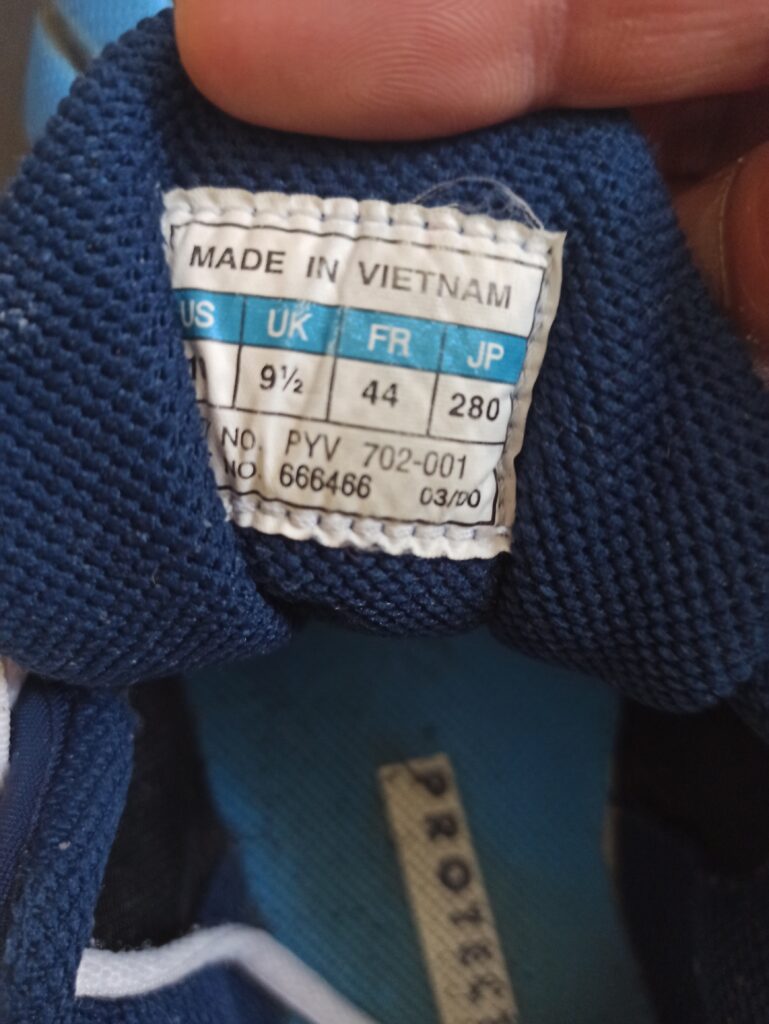 MADE IN VIETNAM
US UK FR JP
9½ 44 280
NO. PYV 702-001
NO 666466 03/00
PROTECT